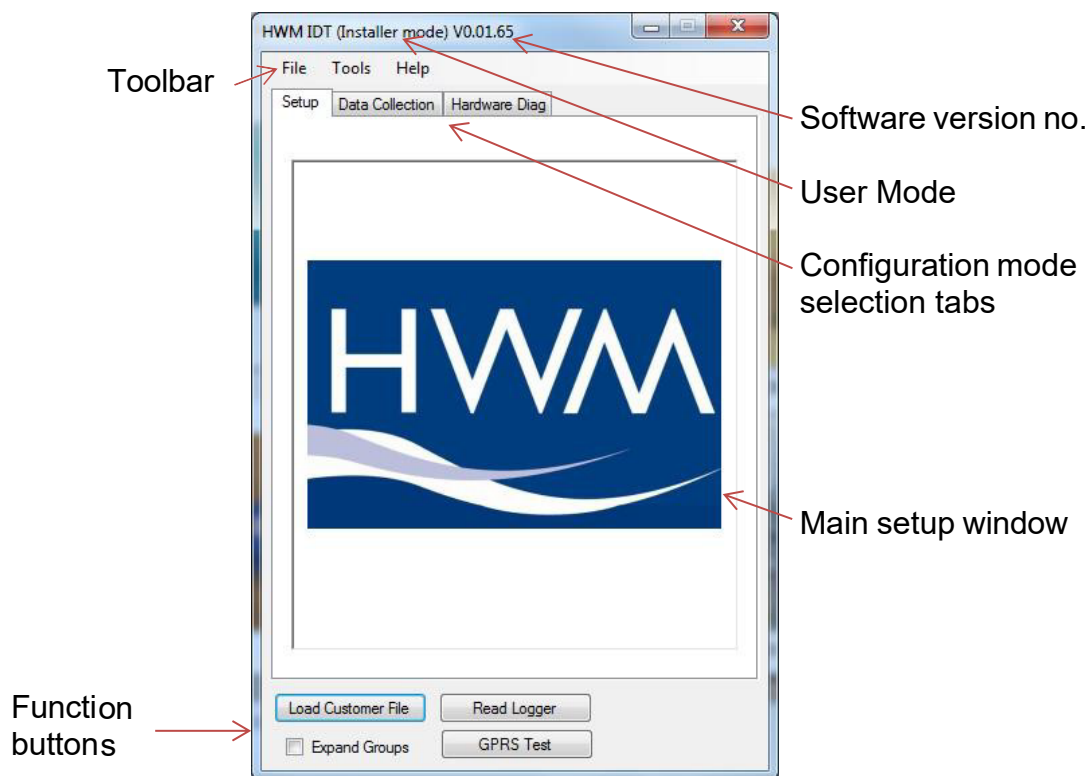 HWM IDT (Installer mode) V0.01.65
File Tools Help
Toolbar
Setup Data Collection Hardware Diag
Software version no.
User Mode
Configuration mode
selection tabs
HWM
Main setup window
Load Customer File Read Logger
Function
buttons
Expand Groups GPRS Test